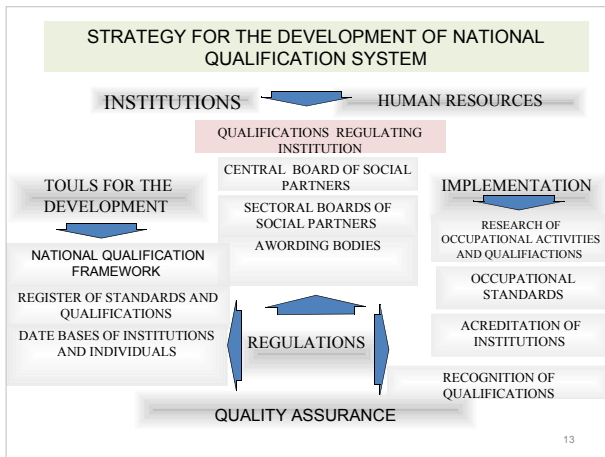 STRATEGY FOR THE DEVELOPMENT OF NATIONAL
QUALIFICATION SYSTEM
INSTITUTIONS
HUMAN RESOURCES
QUALIFICATIONS REGULATING
INSTITUTION
CENTRAL BOARD OF SOCIAL
PARTNERS
SECTORAL BOARDS OF
SOCIAL PARTNERS
AWORDING BODIES
TOULS FOR THE
DEVELOPMENT
NATIONAL QUALIFICATION
FRAMEWORK
REGISTER OF STANDARDS AND
QUALIFICATIONS
DATE BASES OF INSTITUTIONS
AND INDIVIDUALS
REGULATIONS
IMPLEMENTATION
RESEARCH OF
OCCUPATIONAL ACTIVITIES
AND QUALIFIACTIONS
OCCUPATIONAL
STANDARDS
ACREDITATION OF
INSTITUTIONS
RECOGNITION OF
QUALIFICATIONS
QUALITY ASSURANCE
13